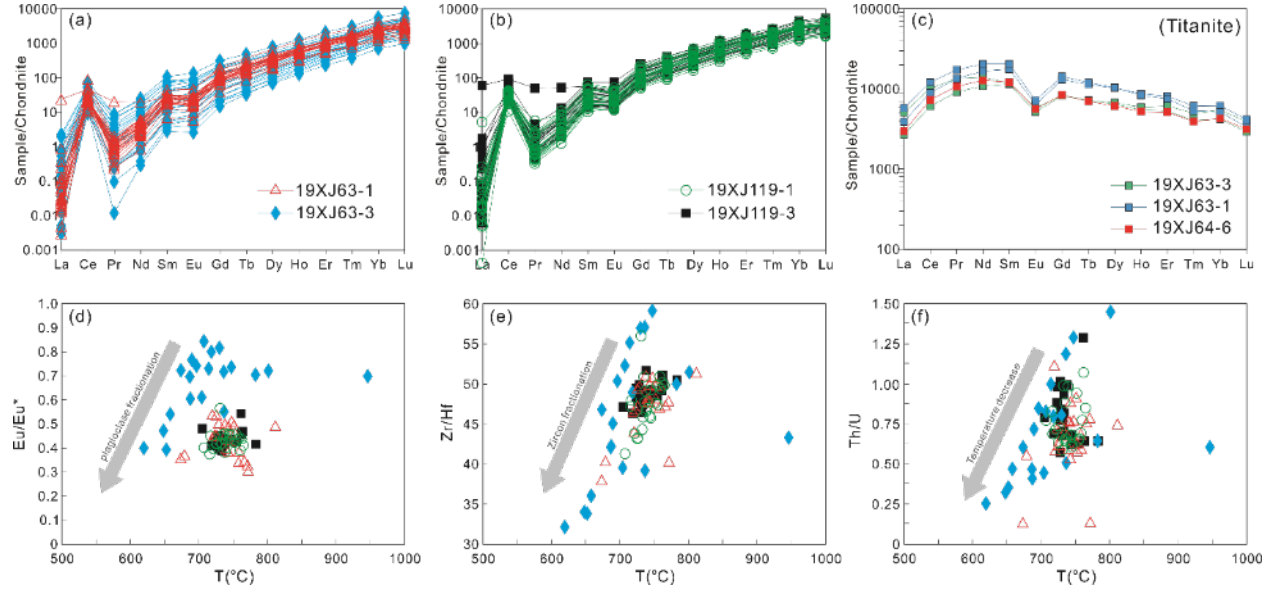 (a)
Sample/Chondrite
10000
1000
100
10
1
0.1
0.01
0.001
La Ce Pr Nd Sm Eu Gd Tb Dy Ho Er Tm Yb Lu
19XJ63-1
19XJ63-3
(b)
Sample/Chondrite
10000
1000
100
10
1
0.1
0.01
0.001
La Ce Pr Nd Sm Eu Gd Tb Dy Ho Er Tm Yb Lu
19XJ119-1
19XJ119-3
(c)
(Titanite)
Sample/Chondrite
100000
10000
1000
100
La Ce Pr Nd Sm Eu Gd Tb Dy Ho Er Tm Yb Lu
19XJ63-3
19XJ63-1
19XJ64-6
(d)
Eu/Eu*
1.0
0.9
0.8
0.7
0.6
0.5
0.4
0.3
0.2
0.1
0
plagioclase fractionation
500 600 700 800 900 1000
T(°C)
(e)
Zr/Hf
60
55
50
45
40
35
30
Zircon fractionation
500 600 700 800 900 1000
T(°C)
(f)
Th/U
1.50
1.25
1.00
0.75
0.50
0.25
0
Temperature decrease
500 600 700 800 900 1000
T(°C)